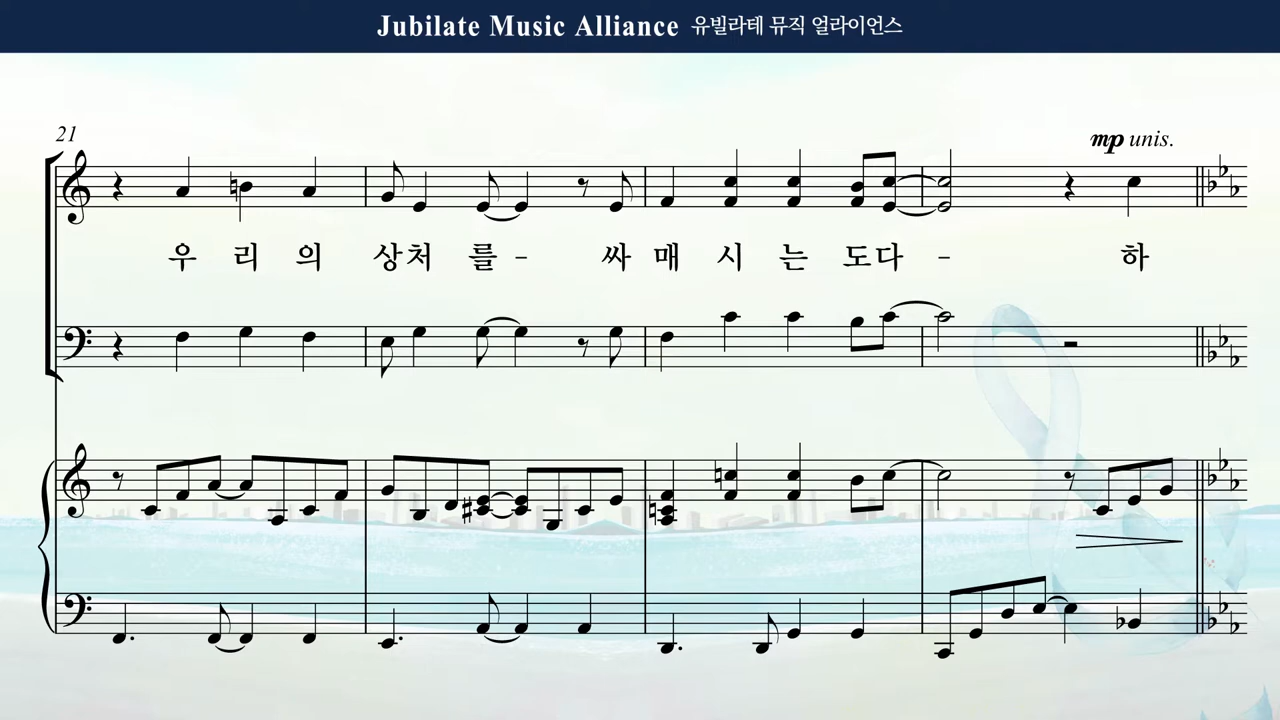 Jubilate Music Alliance 유빌라테 뮤직 얼라이언스
21
mp unis.
우 리 의 상처 를 - 싸 매 시 는 도다 - 하